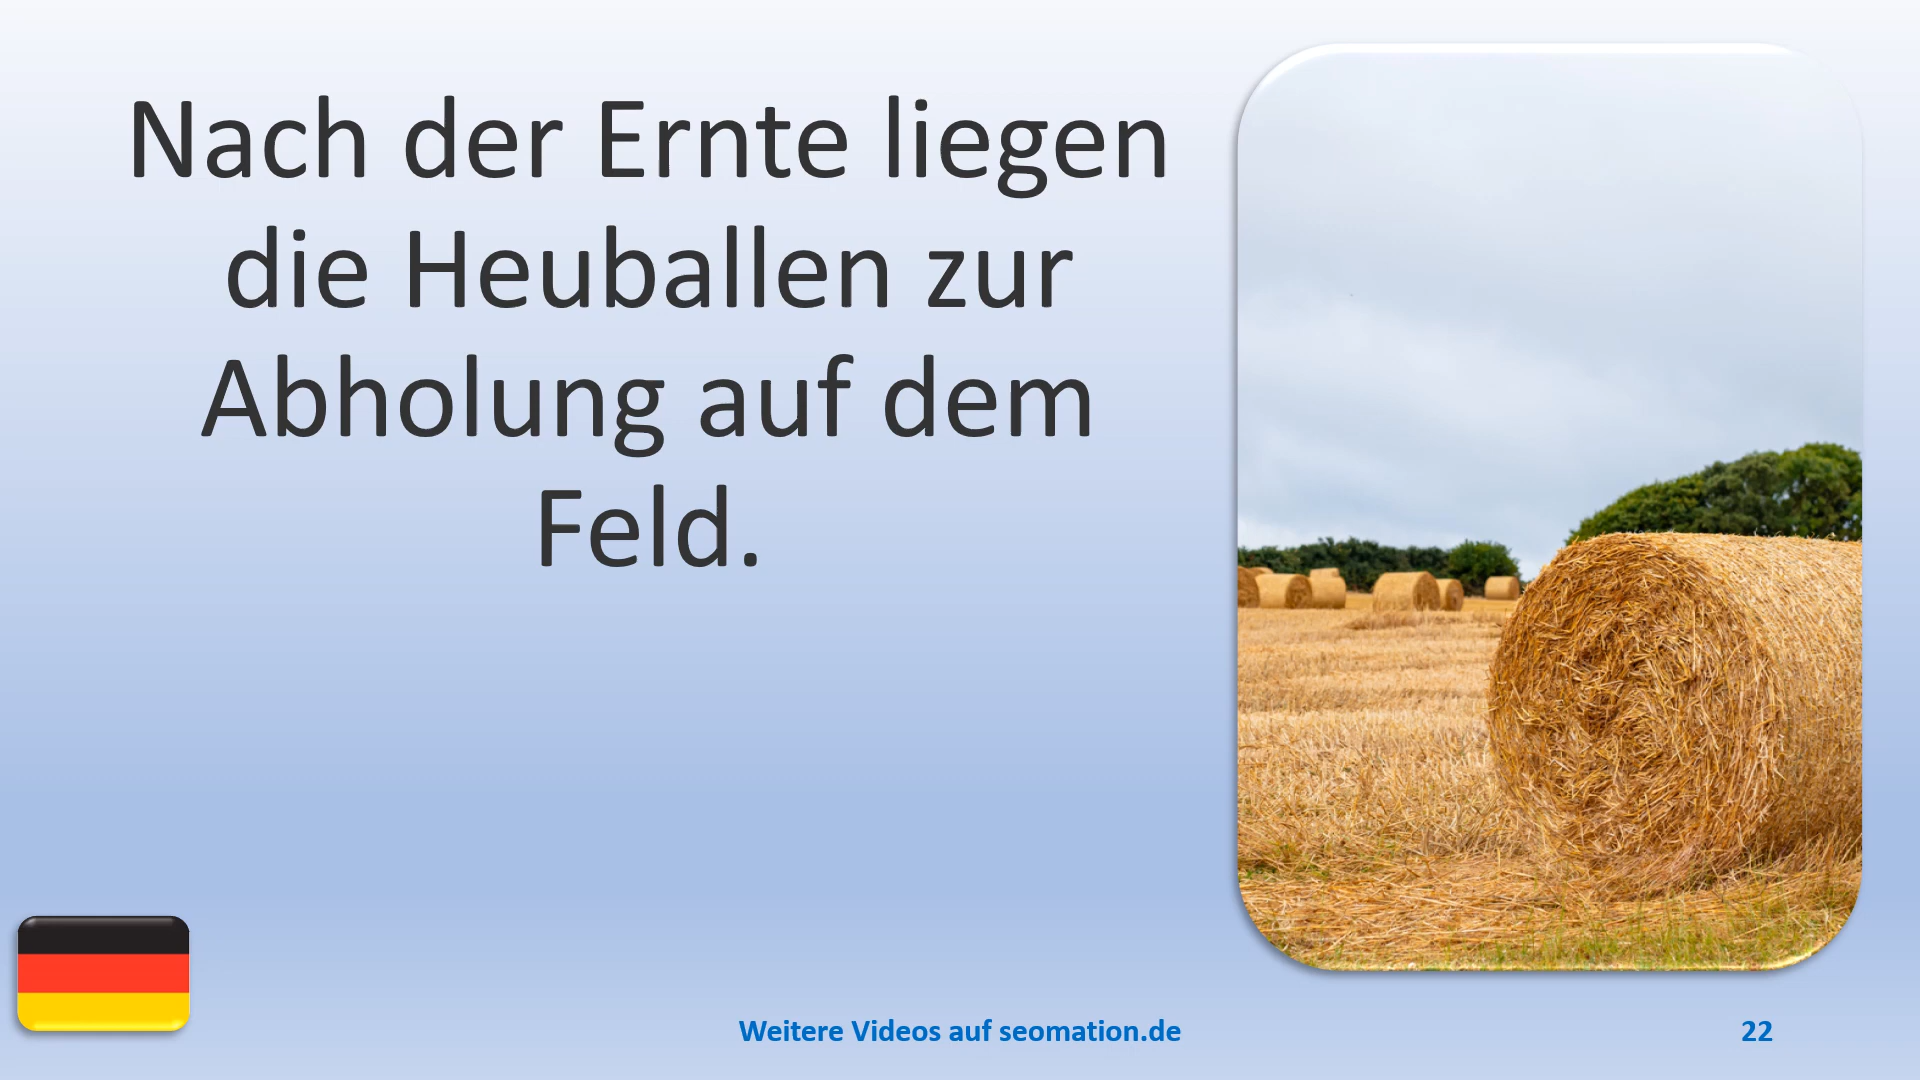 Nach der Ernte liegen
die Heuballen zur
Abholung auf dem
Feld.
Weitere Videos auf seomation.de
22